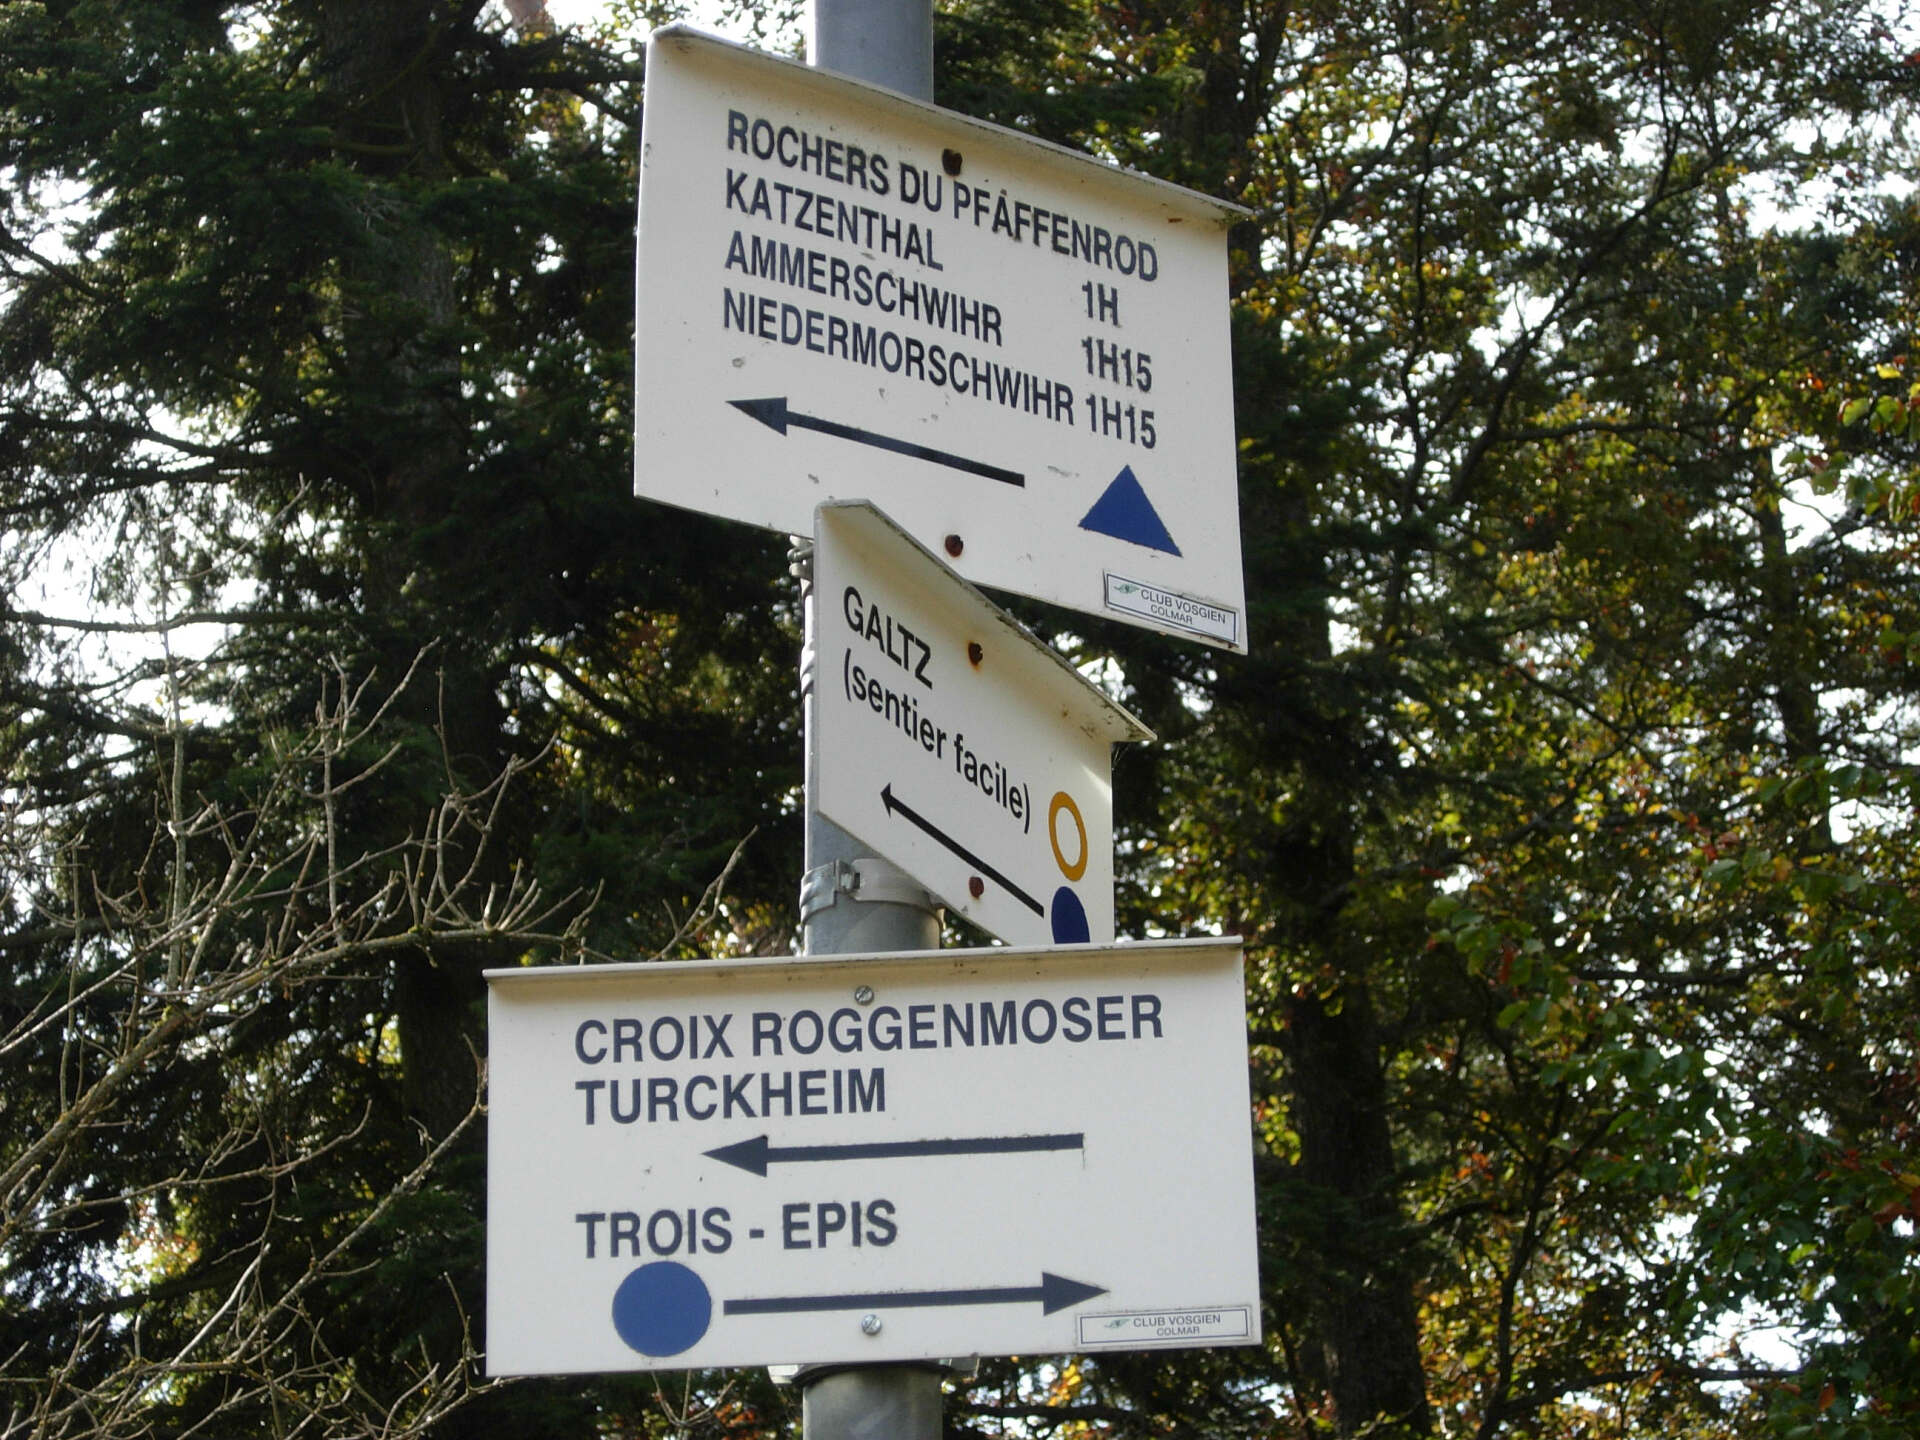 ROCHERS DU PFÄFFENROD
KATZENTHAL 1H
AMMERSCHWIHR 1H15
NIEDERMORSCHWIHR 1H15
CLUB VOSGIEN
COLMAR
GALTZ
(sentier facile)
CROIX ROGGENMOSER
TURCKHEIM
TROIS - EPIS
CLUB VOSGIEN
COLMAR